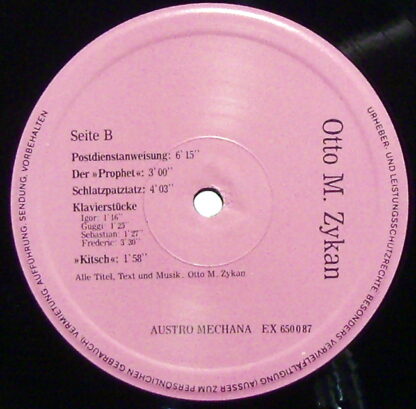 Seite B
Postdienstanweisung: 6'15"
Der »Prophet«: 3'00"
Schlatzpatzlatz: 4'03"
Klavierstücke
Igor: 1'16"
Guggi 1'25"
Sebastian: 1'27"
Frederic: 3'30"
»Kitsch«: 1'58"
Alle Titel, Text und Musik. Otto M. Zykan
AUSTRO MECHANA EX 650087
Otto M. Zykan
URHEBER- UND LEISTUNGSSCHUTZRECHTE BESONDERS VERVIELFÄLTIGUNG (AUSSER ZUM PERSÖNLICHEN GEBRAUCH), VERMIETUNG, AUFFÜHRUNG, SENDUNG, VORBEHALTEN